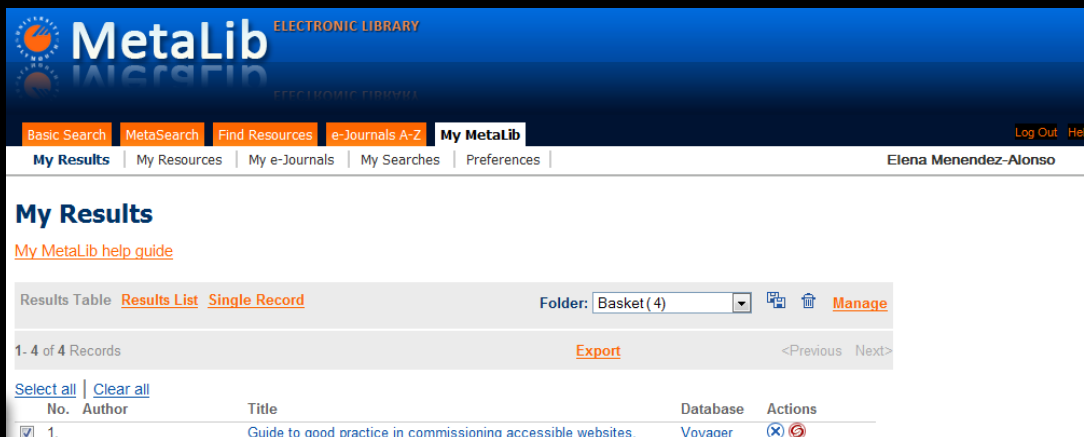 MetaLib ELECTRONIC LIBRARY
Basic Search MetaSearch Find Resources e-Journals A-Z My MetaLib Log Out
My Results | My Resources | My e-Journals | My Searches | Preferences | Elena Menendez-Alonso
My Results
My MetaLib help guide
Results Table Results List Single Record Folder: Basket (4) Manage
1- 4 of 4 Records Export <Previous Next>
Select all | Clear all
No. Author Title Database Actions
1. Guide to good practice in commissioning accessible websites. Voyager